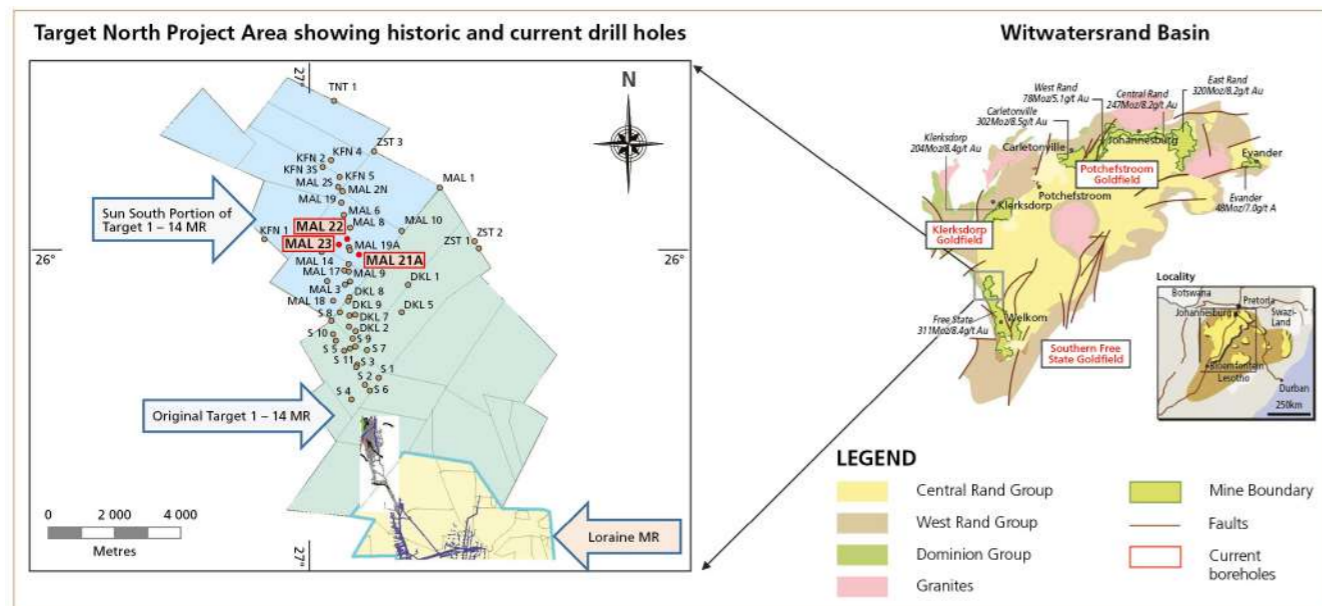 Target North Project Area showing historic and current drill holes
27°
N
TNT 1
ZST 3
KFN 4
KFN 2
KFN 3S
KFN 5
MAL 2S
MAL 2N
MAL 1
MAL 19
MAL 6
MAL 8
MAL 10
MAL 22
KFN 1
MAL 23
MAL 19A
ZST 1
ZST 2
MAL 21A
26°
26°
MAL 14
MAL 17
MAL 9
DKL 1
MAL 3
DKL 8
MAL 18
DKL 9
DKL 5
S 8
DKL 7
S 10
DKL 2
S 9
S 5
S 7
S 11
S 3
S 1
S 2
S 4
S 6
Sun South Portion of
Target 1 – 14 MR
Original Target 1 – 14 MR
Loraine MR
0 2 000 4 000
Metres
27°
Witwatersrand Basin
East Rand
320Moz/8.2g/t Au
West Rand
78Moz/5.1g/t Au
Central Rand
247Moz/8.2g/t Au
Carletonville
302Moz/8.5g/t Au
Klerksdorp
204Moz/8.4g/t Au
Carletonville
Johannesburg
Evander
Potchefstroom
Goldfield
Evander
48Moz/7.0g/t A
Potchefstroom
Klerksdorp
Klerksdorp
Goldfield
Free State
311Moz/8.4g/t Au
Welkom
Southern Free
State Goldfield
Locality
Botswana
Pretoria
Johannesburg
Swazi-
Land
Bloemfontein
Lesotho
Durban
250km
LEGEND
Central Rand Group
West Rand Group
Dominion Group
Granites
Mine Boundary
Faults
Current
boreholes